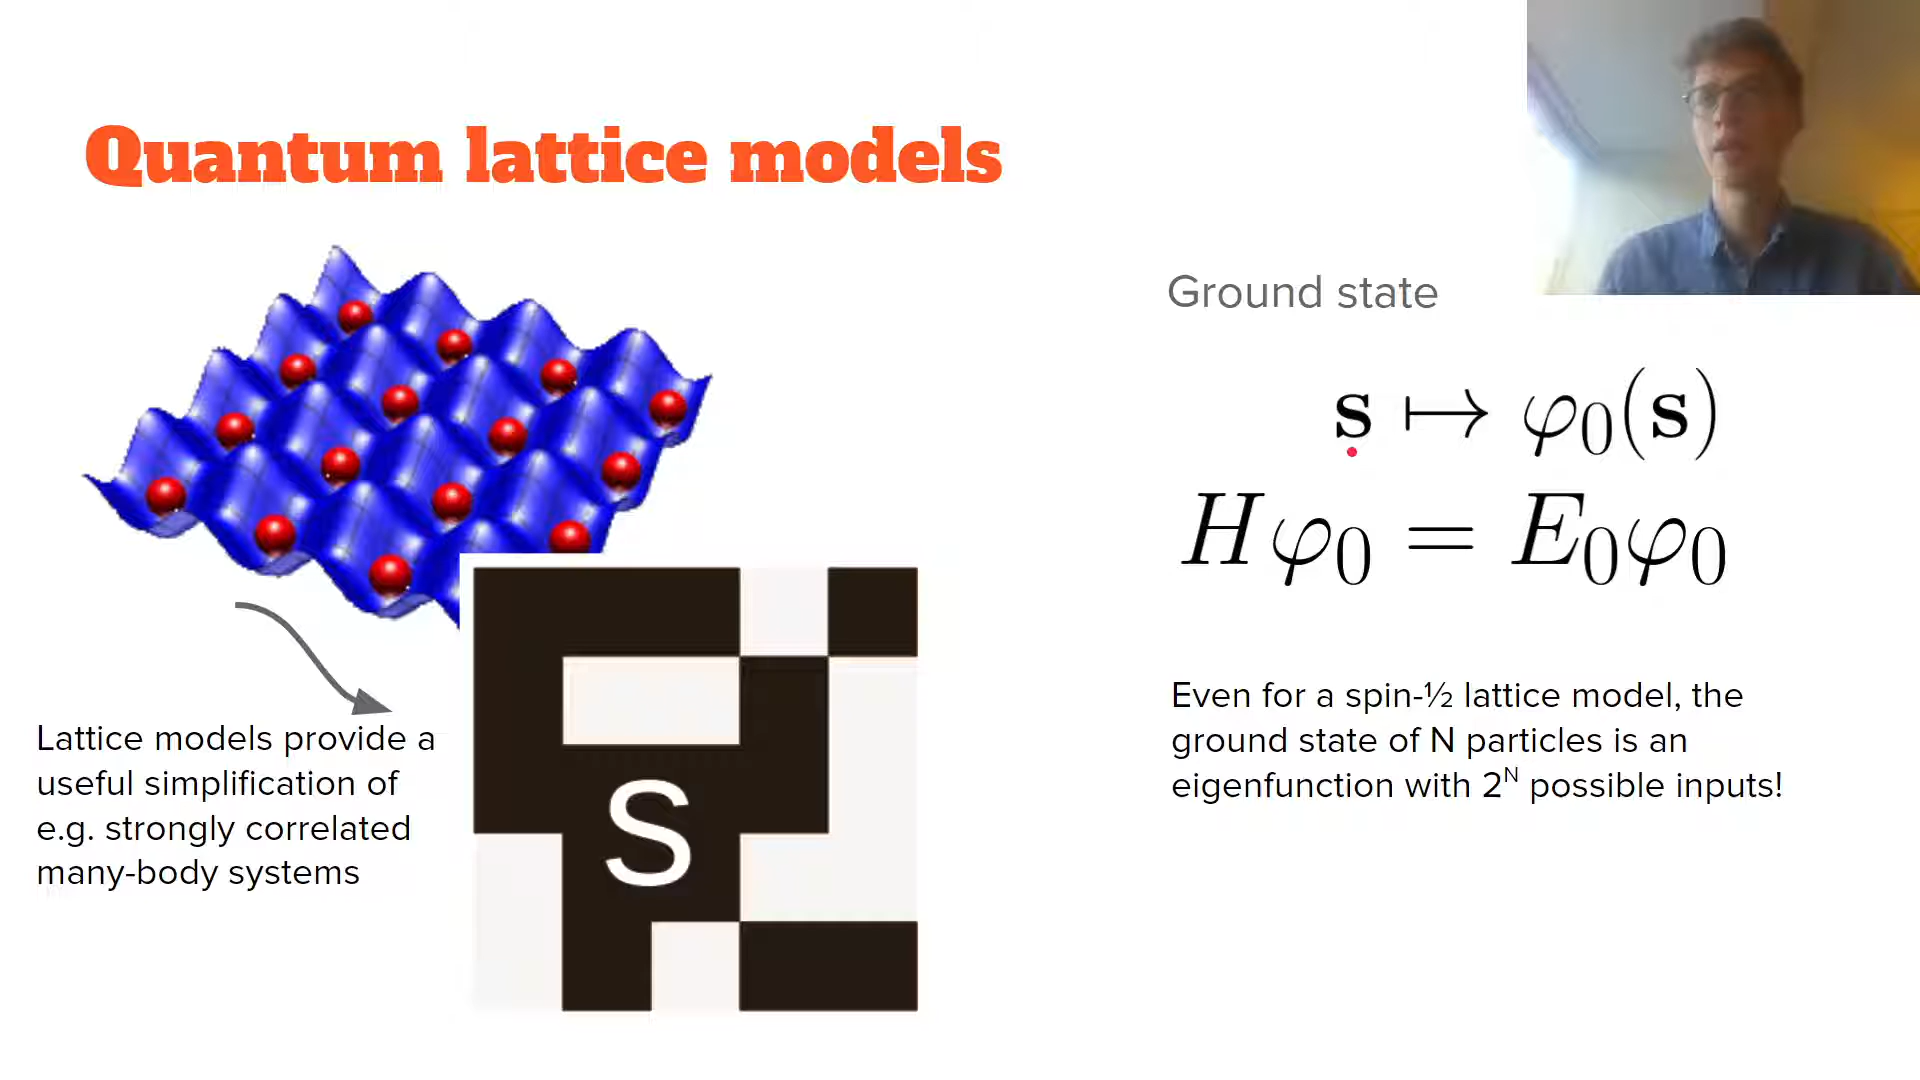 Quantum lattice models
Lattice models provide a
useful simplification of
e.g. strongly correlated
many-body systems
S
Ground state
s ↦ φ₀(s)
Hφ₀ = E₀φ₀
Even for a spin-½ lattice model, the
ground state of N particles is an
eigenfunction with 2ᴺ possible inputs!